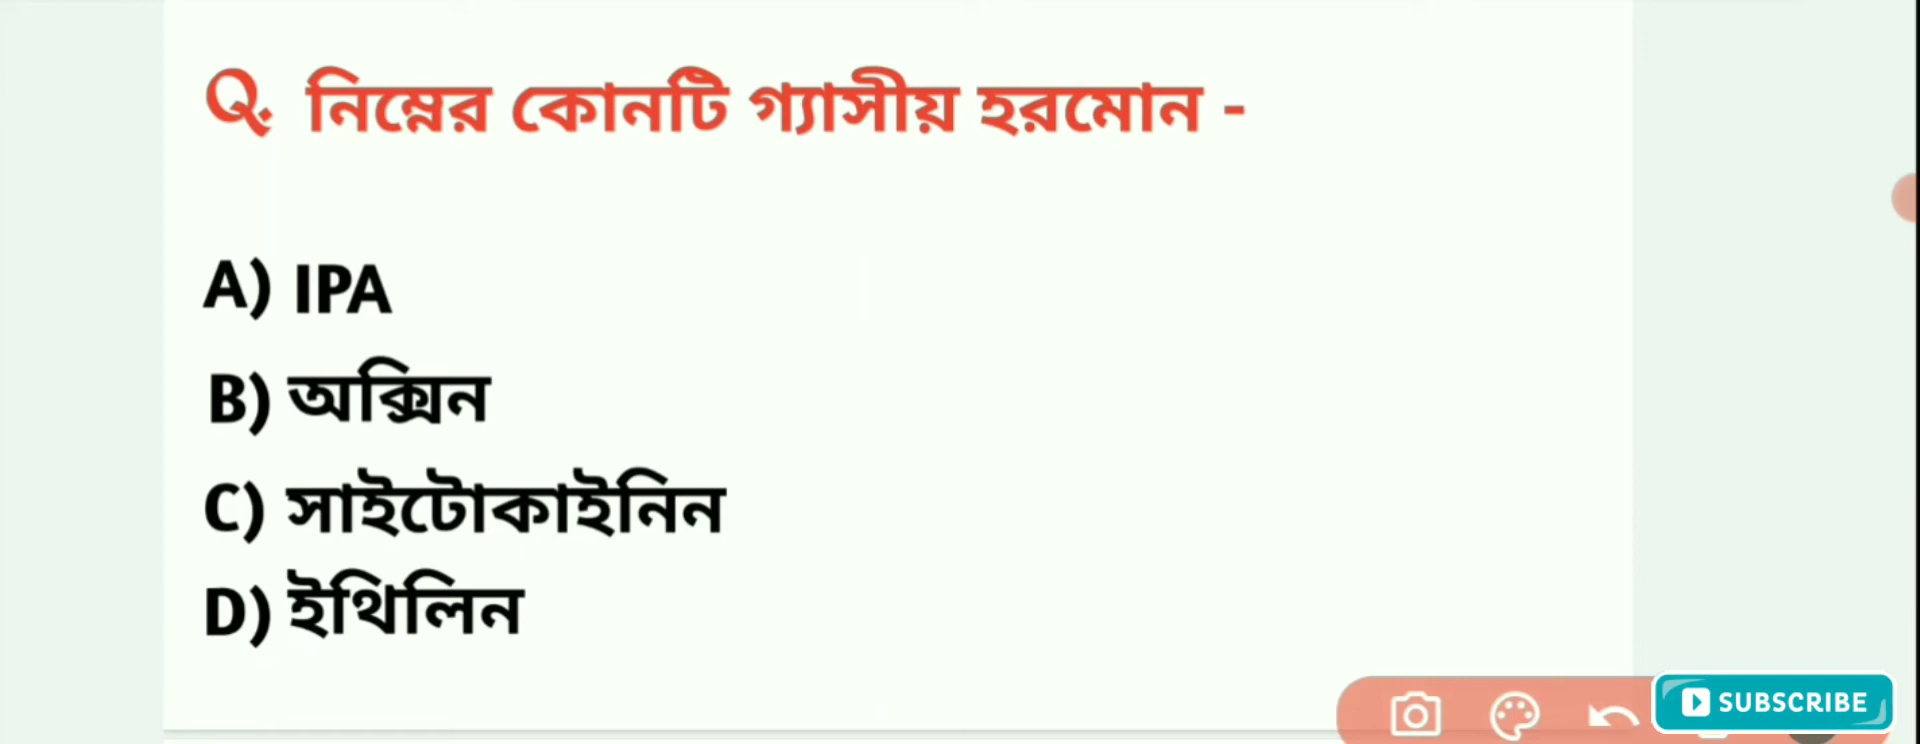 Q. নিম্নের কোনটি গ্যাসীয় হরমোন -
A) IPA
B) অক্সিন
C) সাইটোকাইনিন
D) ইথিলিন
SUBSCRIBE